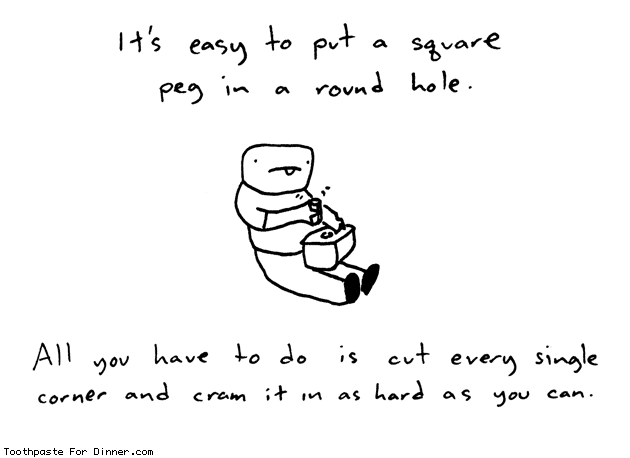 It's easy to put a square
peg in a round hole.
All you have to do is cut every single
corner and cram it in as hard as you can.
Toothpaste For Dinner.com